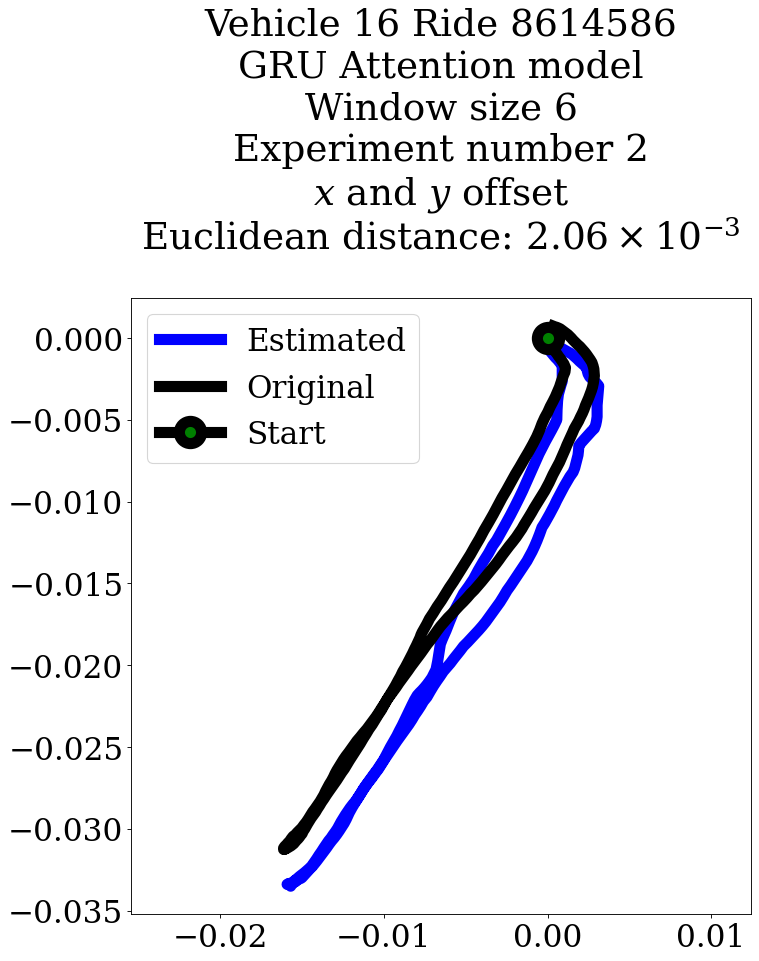 Vehicle 16 Ride 8614586
GRU Attention model
Window size 6
Experiment number 2
x and y offset
Euclidean distance: 2.06 × 10⁻³
Estimated
Original
Start
0.000
−0.005
−0.010
−0.015
−0.020
−0.025
−0.030
−0.035
−0.02
−0.01
0.00
0.01